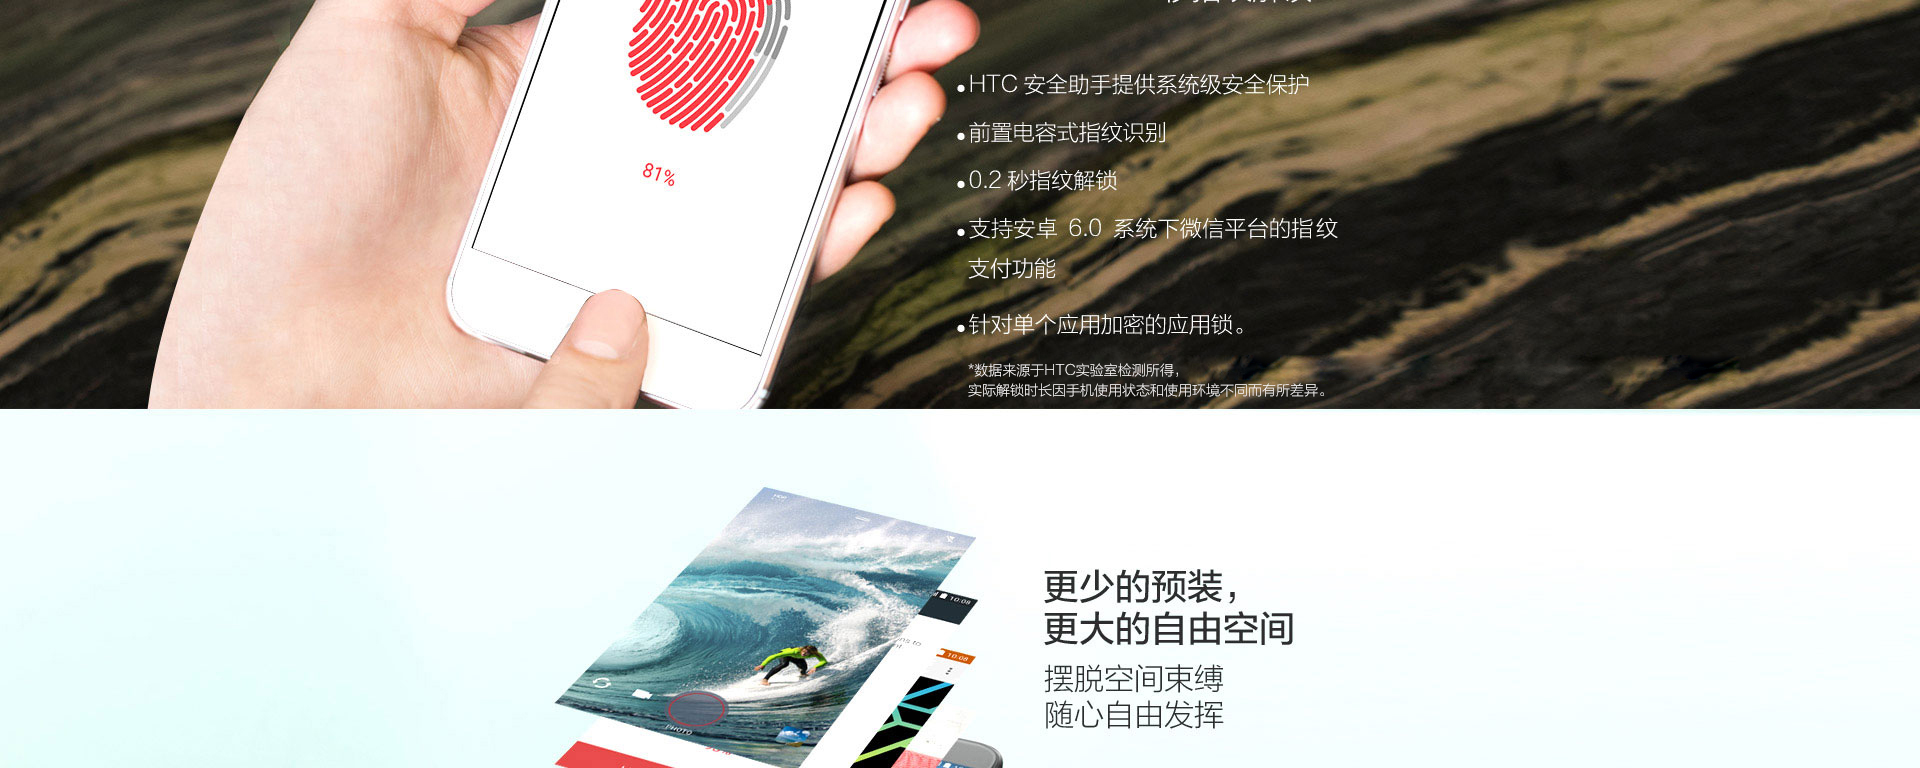 81%
•HTC 安全助手提供系统级安全保护
•前置电容式指纹识别
•0.2 秒指纹解锁
•支持安卓 6.0 系统下微信平台的指纹
支付功能
•针对单个应用加密的应用锁。
*数据来源于HTC实验室检测所得，
实际解锁时长因手机使用状态和使用环境不同而有所差异。
HDR
10:08
10:08
PHOTO
更少的预装，
更大的自由空间
摆脱空间束缚
随心自由发挥